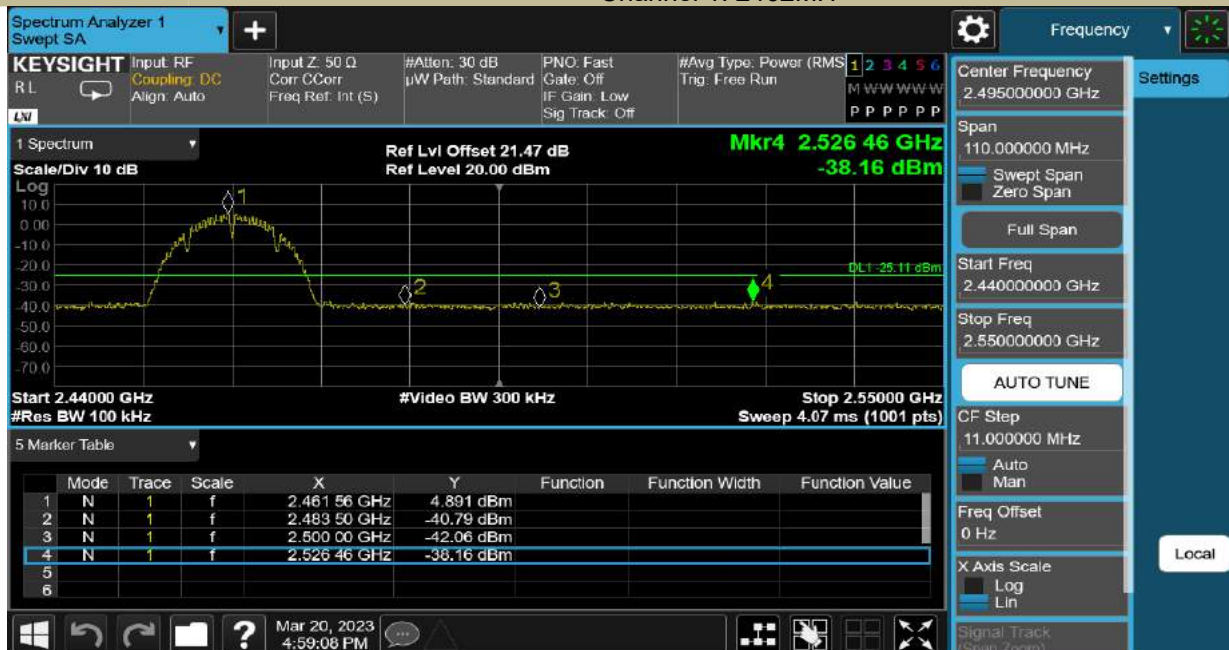 Spectrum Analyzer 1
Swept SA
Frequency
KEYSIGHT
RL
LXI
Input: RF
Coupling: DC
Align: Auto
Input Z: 50 Ω
Corr CCorr
Freq Ref: Int (S)
#Atten: 30 dB
µW Path: Standard
PNO: Fast
Gate: Off
IF Gain: Low
Sig Track: Off
#Avg Type: Power (RMS
Trig: Free Run
1 2 3 4 5 6
M W W W W W
P P P P P P
1 Spectrum
Scale/Div 10 dB
Ref Lvl Offset 21.47 dB
Ref Level 20.00 dBm
Mkr4 2.526 46 GHz
-38.16 dBm
Log
10.0
0.00
-10.0
-20.0
-30.0
-40.0
-50.0
-60.0
-70.0
1
2
3
4
DL1 -25.11 dBm
Start 2.44000 GHz
#Res BW 100 kHz
#Video BW 300 kHz
Stop 2.55000 GHz
Sweep 4.07 ms (1001 pts)
5 Marker Table
Mode Trace Scale X Y Function Function Width Function Value
1 N 1 f 2.461 56 GHz 4.891 dBm
2 N 1 f 2.483 50 GHz -40.79 dBm
3 N 1 f 2.500 00 GHz -42.06 dBm
4 N 1 f 2.526 46 GHz -38.16 dBm
5
6
Mar 20, 2023
4:59:08 PM
Center Frequency
2.495000000 GHz
Span
110.000000 MHz
Swept Span
Zero Span
Full Span
Start Freq
2.440000000 GHz
Stop Freq
2.550000000 GHz
AUTO TUNE
CF Step
11.000000 MHz
Auto
Man
Freq Offset
0 Hz
X Axis Scale
Log
Lin
Signal Track
(Span Zoom)
Settings
Local